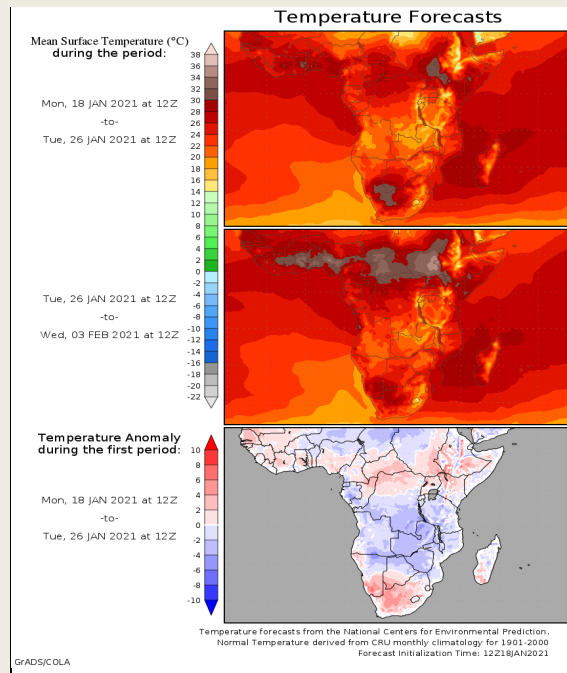 Temperature Forecasts
Mean Surface Temperature (°C)
during the period:
Mon, 18 JAN 2021 at 12Z
-to-
Tue, 26 JAN 2021 at 12Z
38
36
34
32
30
28
26
24
22
20
18
16
14
12
10
8
6
4
2
0
-2
-4
-6
-8
-10
-12
-14
-16
-18
-20
-22
Tue, 26 JAN 2021 at 12Z
-to-
Wed, 03 FEB 2021 at 12Z
Temperature Anomaly
during the first period:
Mon, 18 JAN 2021 at 12Z
-to-
Tue, 26 JAN 2021 at 12Z
10
8
6
4
2
0
-2
-4
-6
-8
-10
Temperature forecasts from the National Centers for Environmental Prediction.
Normal Temperature derived from CRU monthly climatology for 1901-2000
Forecast Initialization Time: 12Z18JAN2021
GrADS/COLA